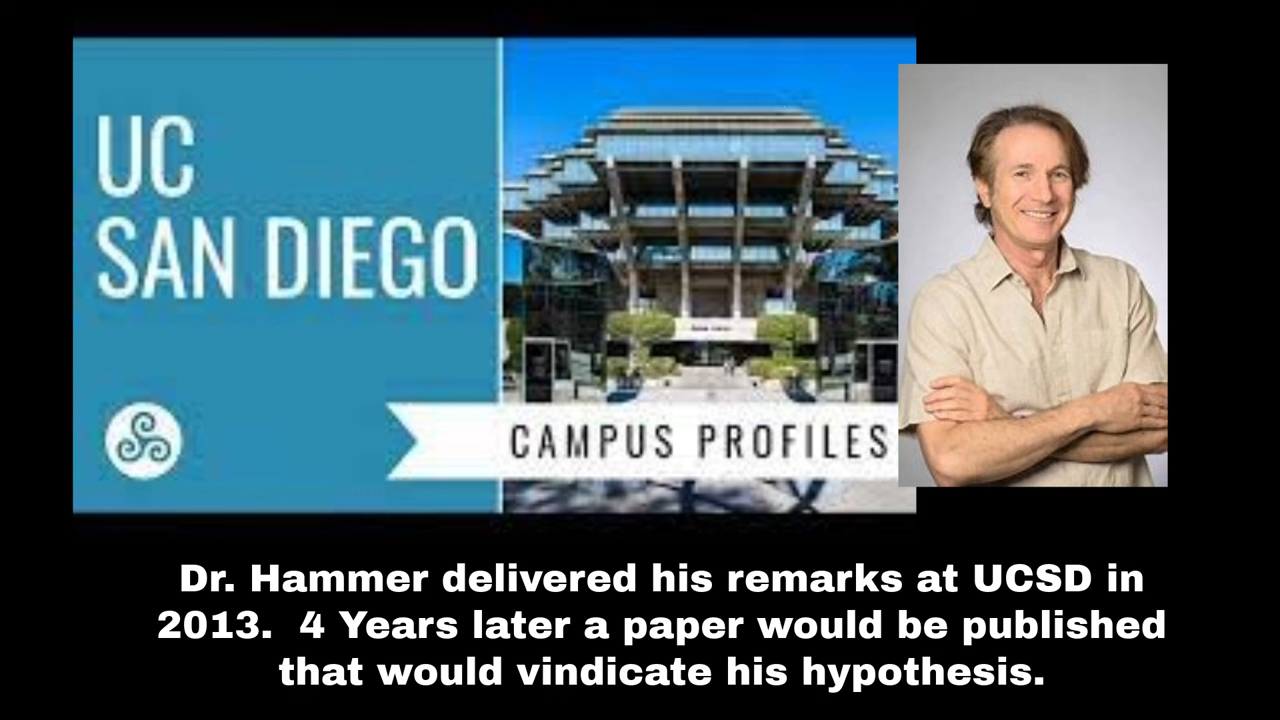 UC
SAN DIEGO
CAMPUS PROFILES
Dr. Hammer delivered his remarks at UCSD in
2013.  4 Years later a paper would be published
that would vindicate his hypothesis.